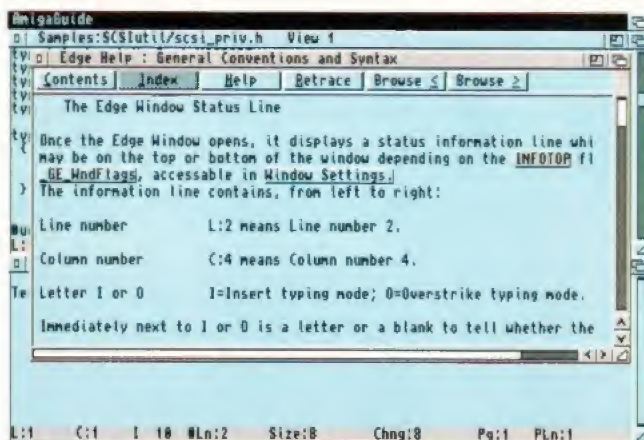 AmigaGuide
Samples:SCSIutil/scsi_priv.h View 1
Edge Help : General Conventions and Syntax
Contents Index Help Retrace Browse < Browse >
The Edge Window Status Line
Once the Edge Window opens, it displays a status information line whi
may be on the top or bottom of the window depending on the INFOTOP fl
GE_WndFlags, accessable in Window Settings.
The information line contains, from left to right:
Line number L:2 means Line number 2.
Column number C:4 means Column number 4.
Letter I or O I=Insert typing mode; O=Overstrike typing mode.
Immediately next to I or O is a letter or a blank to tell whether the
L:1 C:1 I 10 #Ln:2 Size:8 Chng:8 Pg:1 PLn:1